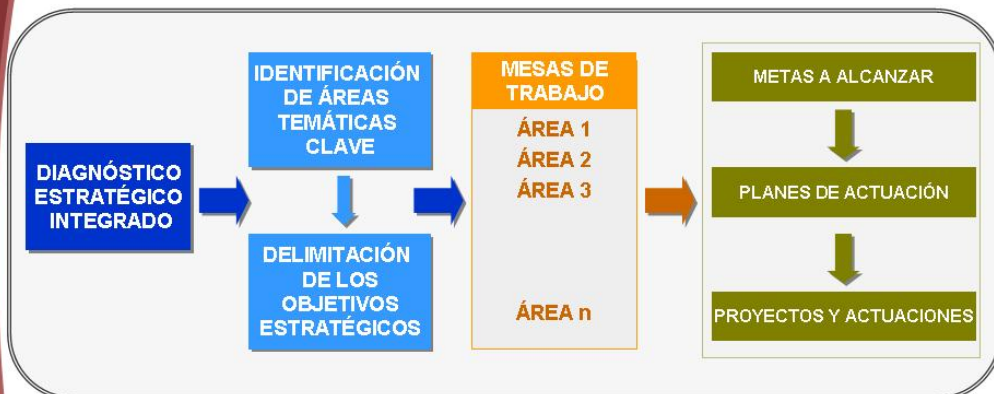 DIAGNÓSTICO
ESTRATÉGICO
INTEGRADO
IDENTIFICACIÓN
DE ÁREAS
TEMÁTICAS
CLAVE
DELIMITACIÓN
DE LOS
OBJETIVOS
ESTRATÉGICOS
MESAS DE
TRABAJO
ÁREA 1
ÁREA 2
ÁREA 3
ÁREA n
METAS A ALCANZAR
PLANES DE ACTUACIÓN
PROYECTOS Y ACTUACIONES